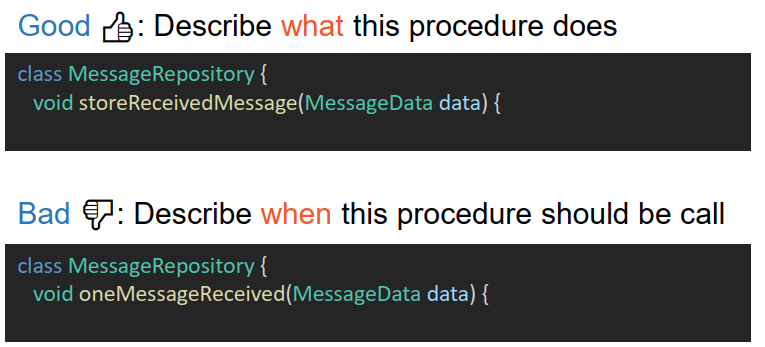 Good : Describe what this procedure does
class MessageRepository {
void storeReceivedMessage(MessageData data) {
Bad : Describe when this procedure should be call
class MessageRepository {
void oneMessageReceived(MessageData data) {